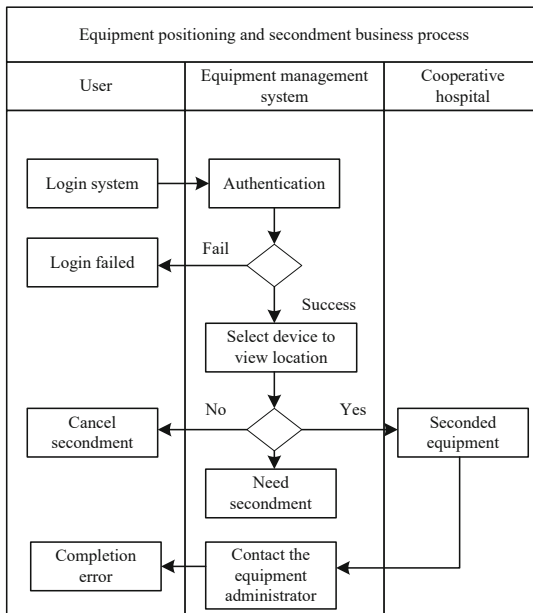 Equipment positioning and secondment business process
User
Equipment management
system
Cooperative
hospital
Login system
Authentication
Login failed
Fail
Success
Select device to
view location
Cancel
secondment
No
Yes
Seconded
equipment
Need
secondment
Completion
error
Contact the
equipment
administrator